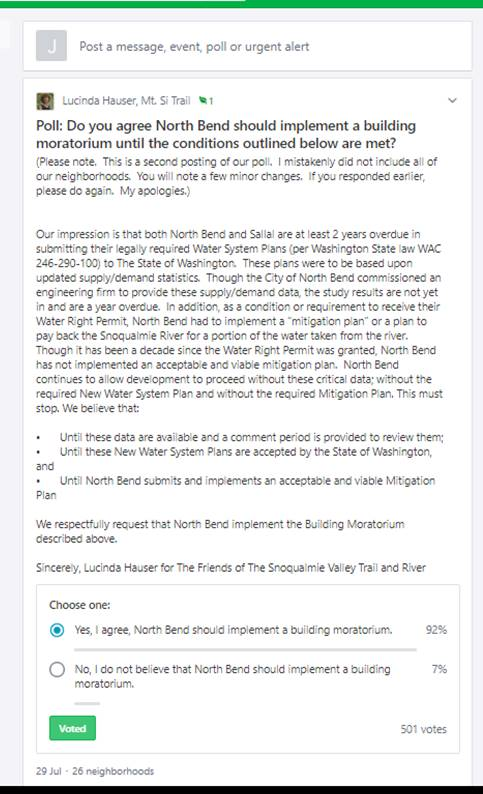 J
Post a message, event, poll or urgent alert
Lucinda Hauser, Mt. Si Trail 1
Poll: Do you agree North Bend should implement a building
moratorium until the conditions outlined below are met?
(Please note. This is a second posting of our poll. I mistakenly did not include all of
our neighborhoods. You will note a few minor changes. If you responded earlier,
please do again. My apologies.)
Our impression is that both North Bend and Sallal are at least 2 years overdue in
submitting their legally required Water System Plans (per Washington State law WAC
246-290-100) to The State of Washington. These plans were to be based upon
updated supply/demand statistics. Though the City of North Bend commissioned an
engineering firm to provide these supply/demand data, the study results are not yet
in and are a year overdue. In addition, as a condition or requirement to receive their
Water Right Permit, North Bend had to implement a "mitigation plan" or a plan to
pay back the Snoqualmie River for a portion of the water taken from the river.
Though it has been a decade since the Water Right Permit was granted, North Bend
has not implemented an acceptable and viable mitigation plan. North Bend
continues to allow development to proceed without these critical data; without the
required New Water System Plan and without the required Mitigation Plan. This must
stop. We believe that:
• Until these data are available and a comment period is provided to review them;
• Until these New Water System Plans are accepted by the State of Washington,
and
• Until North Bend submits and implements an acceptable and viable Mitigation
Plan
We respectfully request that North Bend implement the Building Moratorium
described above.
Sincerely, Lucinda Hauser for The Friends of The Snoqualmie Valley Trail and River
Choose one:
Yes, I agree, North Bend should implement a building moratorium. 92%
No, I do not believe that North Bend should implement a building 7%
moratorium.
Voted 501 votes
29 Jul · 26 neighborhoods